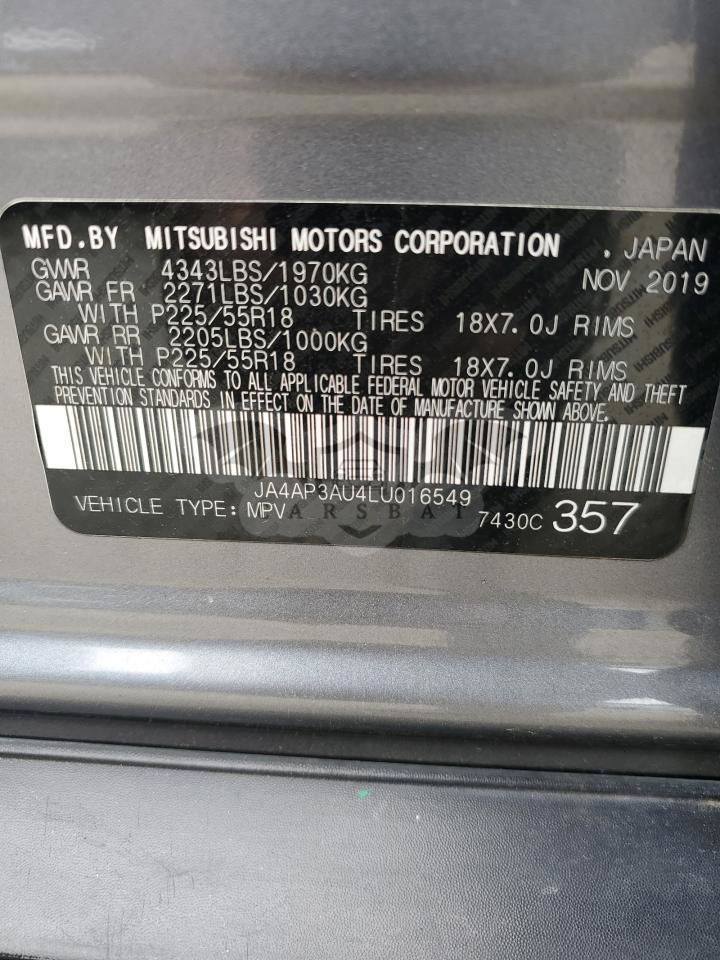 MFD.BY MITSUBISHI MOTORS CORPORATION . JAPAN
GVWR 4343LBS/1970KG NOV 2019
GAWR FR 2271LBS/1030KG
WITH P225/55R18 TIRES 18X7.0J RIMS
GAWR RR 2205LBS/1000KG
WITH P225/55R18 TIRES 18X7.0J RIMS
THIS VEHICLE CONFORMS TO ALL APPLICABLE FEDERAL MOTOR VEHICLE SAFETY AND THEFT
PREVENTION STANDARDS IN EFFECT ON THE DATE OF MANUFACTURE SHOWN ABOVE.
JA4AP3AU4LU016549
VEHICLE TYPE: MPV 7430C 357
CARSBAT